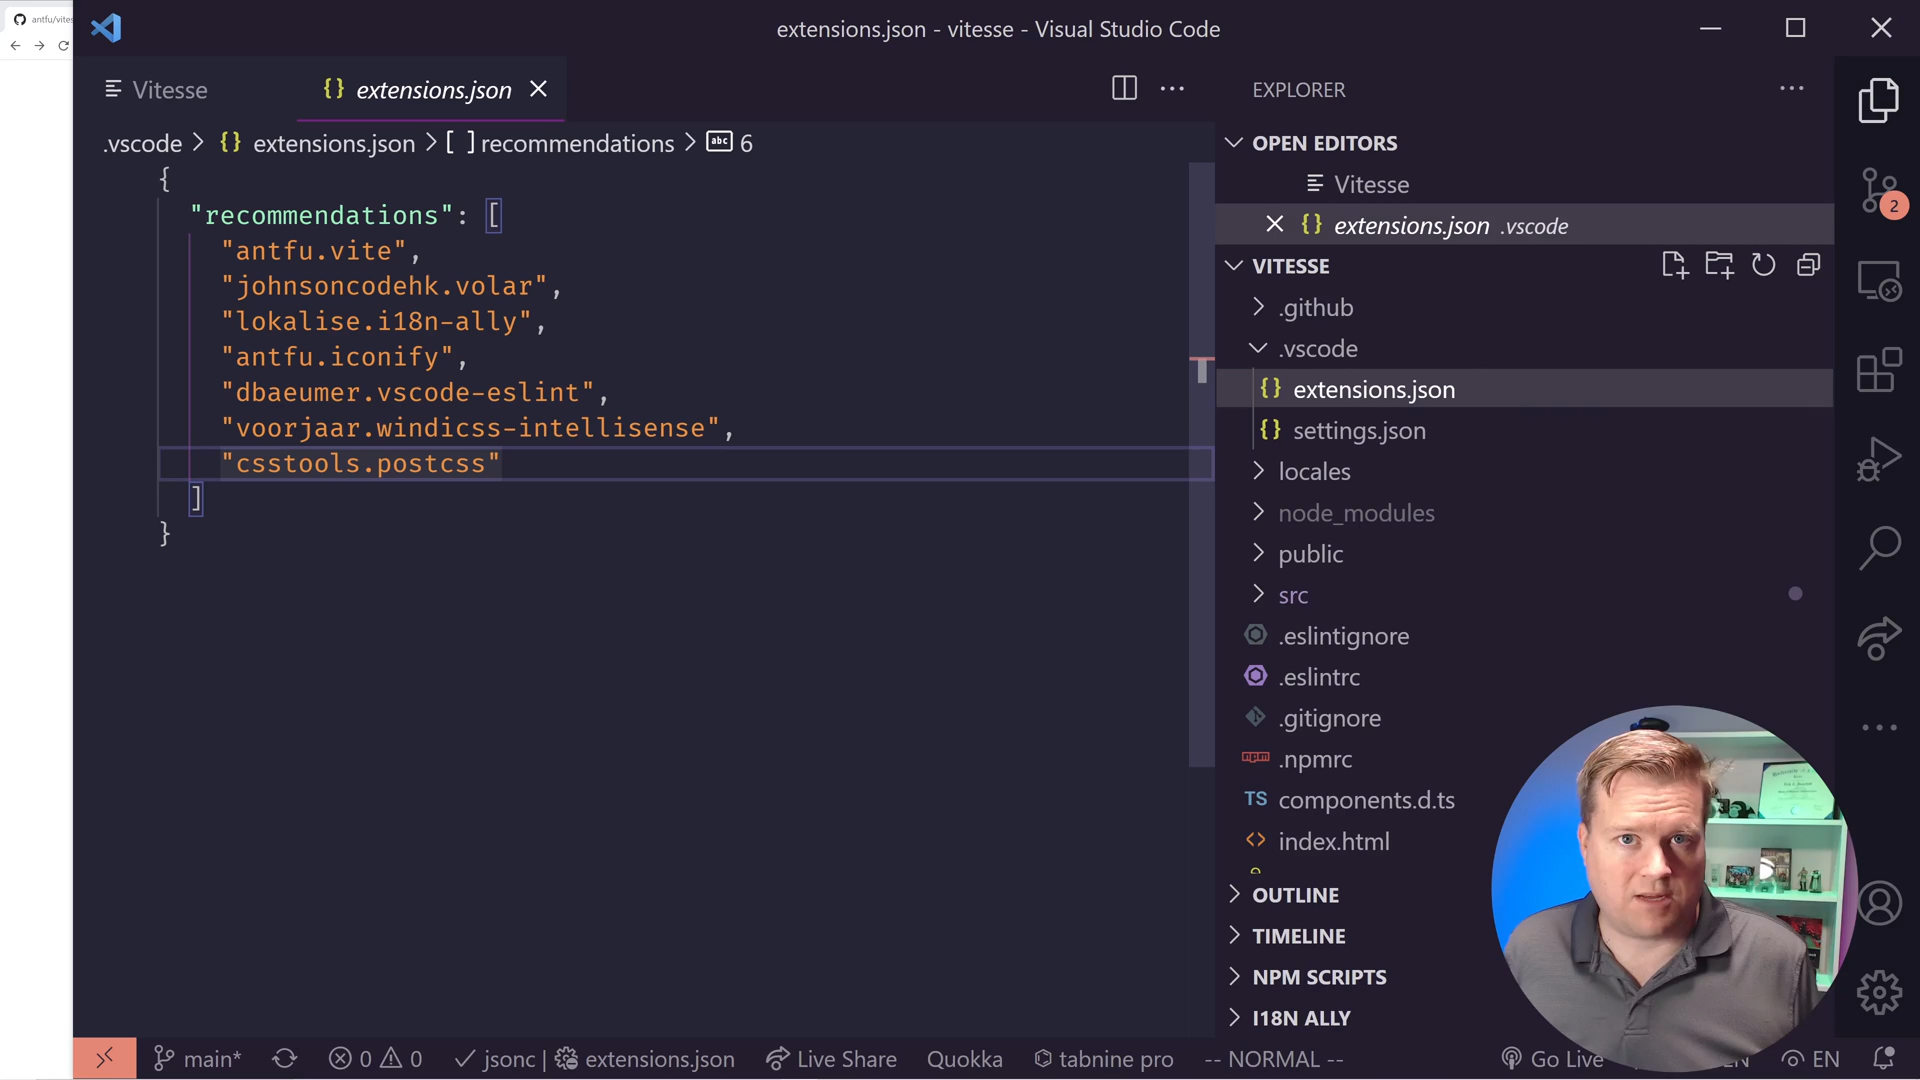 antfu/vites
extensions.json - vitesse - Visual Studio Code
Vitesse
{} extensions.json
EXPLORER
.vscode > {} extensions.json > [ ] recommendations > abc 6
{
"recommendations": [
"antfu.vite",
"johnsoncodehk.volar",
"lokalise.i18n-ally",
"antfu.iconify",
"dbaeumer.vscode-eslint",
"voorjaar.windicss-intellisense",
"csstools.postcss"
]
}
OPEN EDITORS
Vitesse
{} extensions.json .vscode
VITESSE
.github
.vscode
{} extensions.json
{} settings.json
locales
node_modules
public
src
.eslintignore
.eslintrc
.gitignore
npm .npmrc
TS components.d.ts
<> index.html
OUTLINE
TIMELINE
NPM SCRIPTS
I18N ALLY
2
main* 0 0 jsonc | extensions.json Live Share Quokka tabnine pro -- NORMAL -- Go Live EN